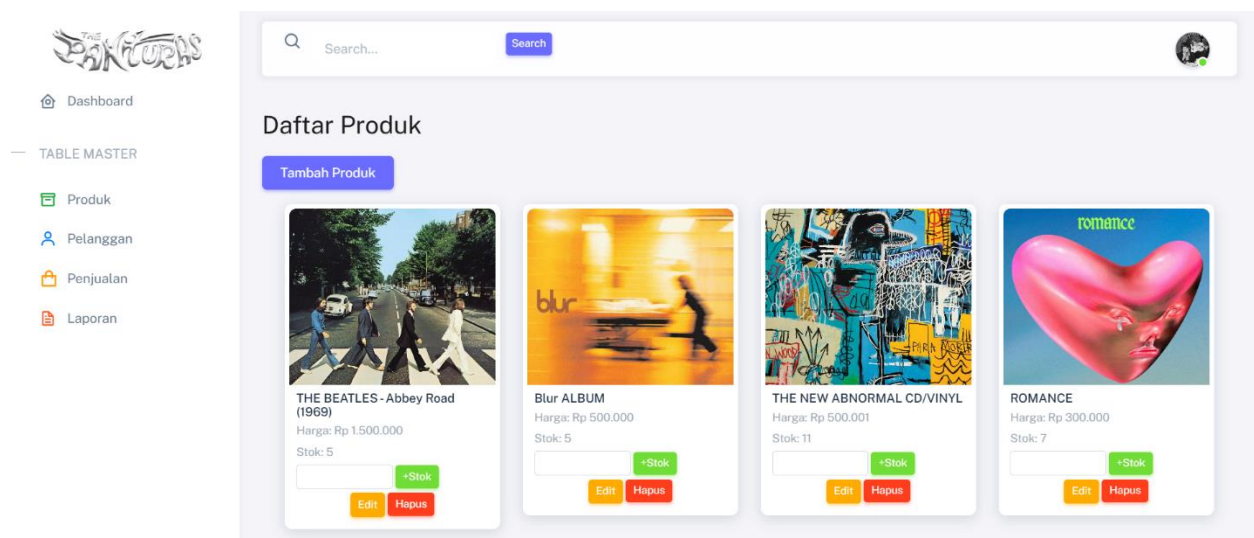 THE
PANTURAS
Dashboard
TABLE MASTER
Produk
Pelanggan
Penjualan
Laporan
Search...
Search
Daftar Produk
Tambah Produk
blur
romance
THE BEATLES - Abbey Road
(1969)
Harga: Rp 1.500.000
Stok: 5
+Stok
Edit
Hapus
Blur ALBUM
Harga: Rp 500.000
Stok: 5
+Stok
Edit
Hapus
THE NEW ABNORMAL CD/VINYL
Harga: Rp 500.001
Stok: 11
+Stok
Edit
Hapus
ROMANCE
Harga: Rp 300.000
Stok: 7
+Stok
Edit
Hapus